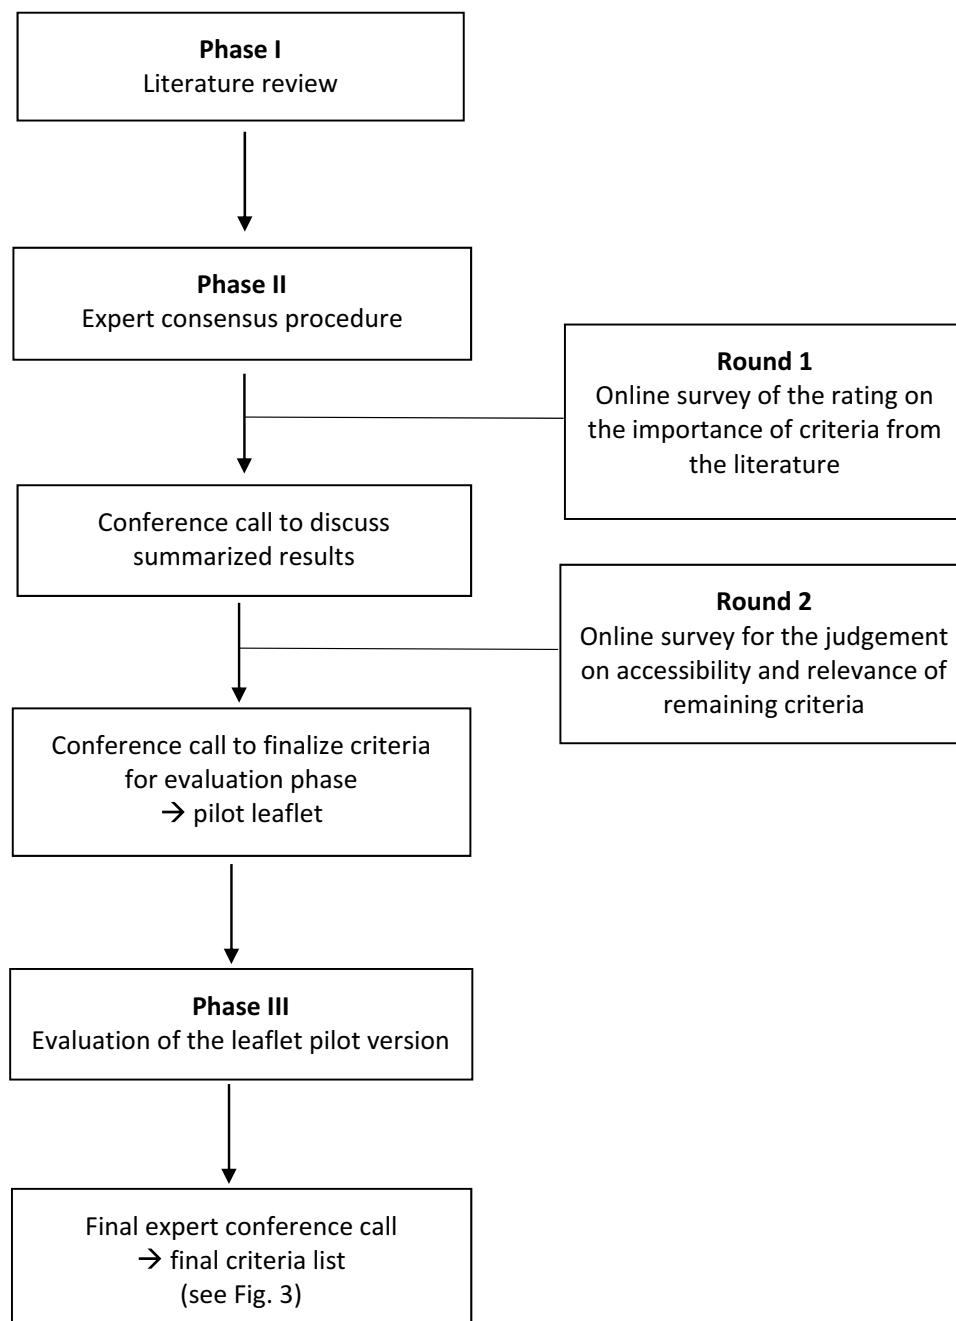 Phase I
Literature review
Phase II
Expert consensus procedure
Round 1
Online survey of the rating on
the importance of criteria from
the literature
Conference call to discuss
summarized results
Round 2
Online survey for the judgement
on accessibility and relevance of
remaining criteria
Conference call to finalize criteria
for evaluation phase
→ pilot leaflet
Phase III
Evaluation of the leaflet pilot version
Final expert conference call
→ final criteria list
(see Fig. 3)